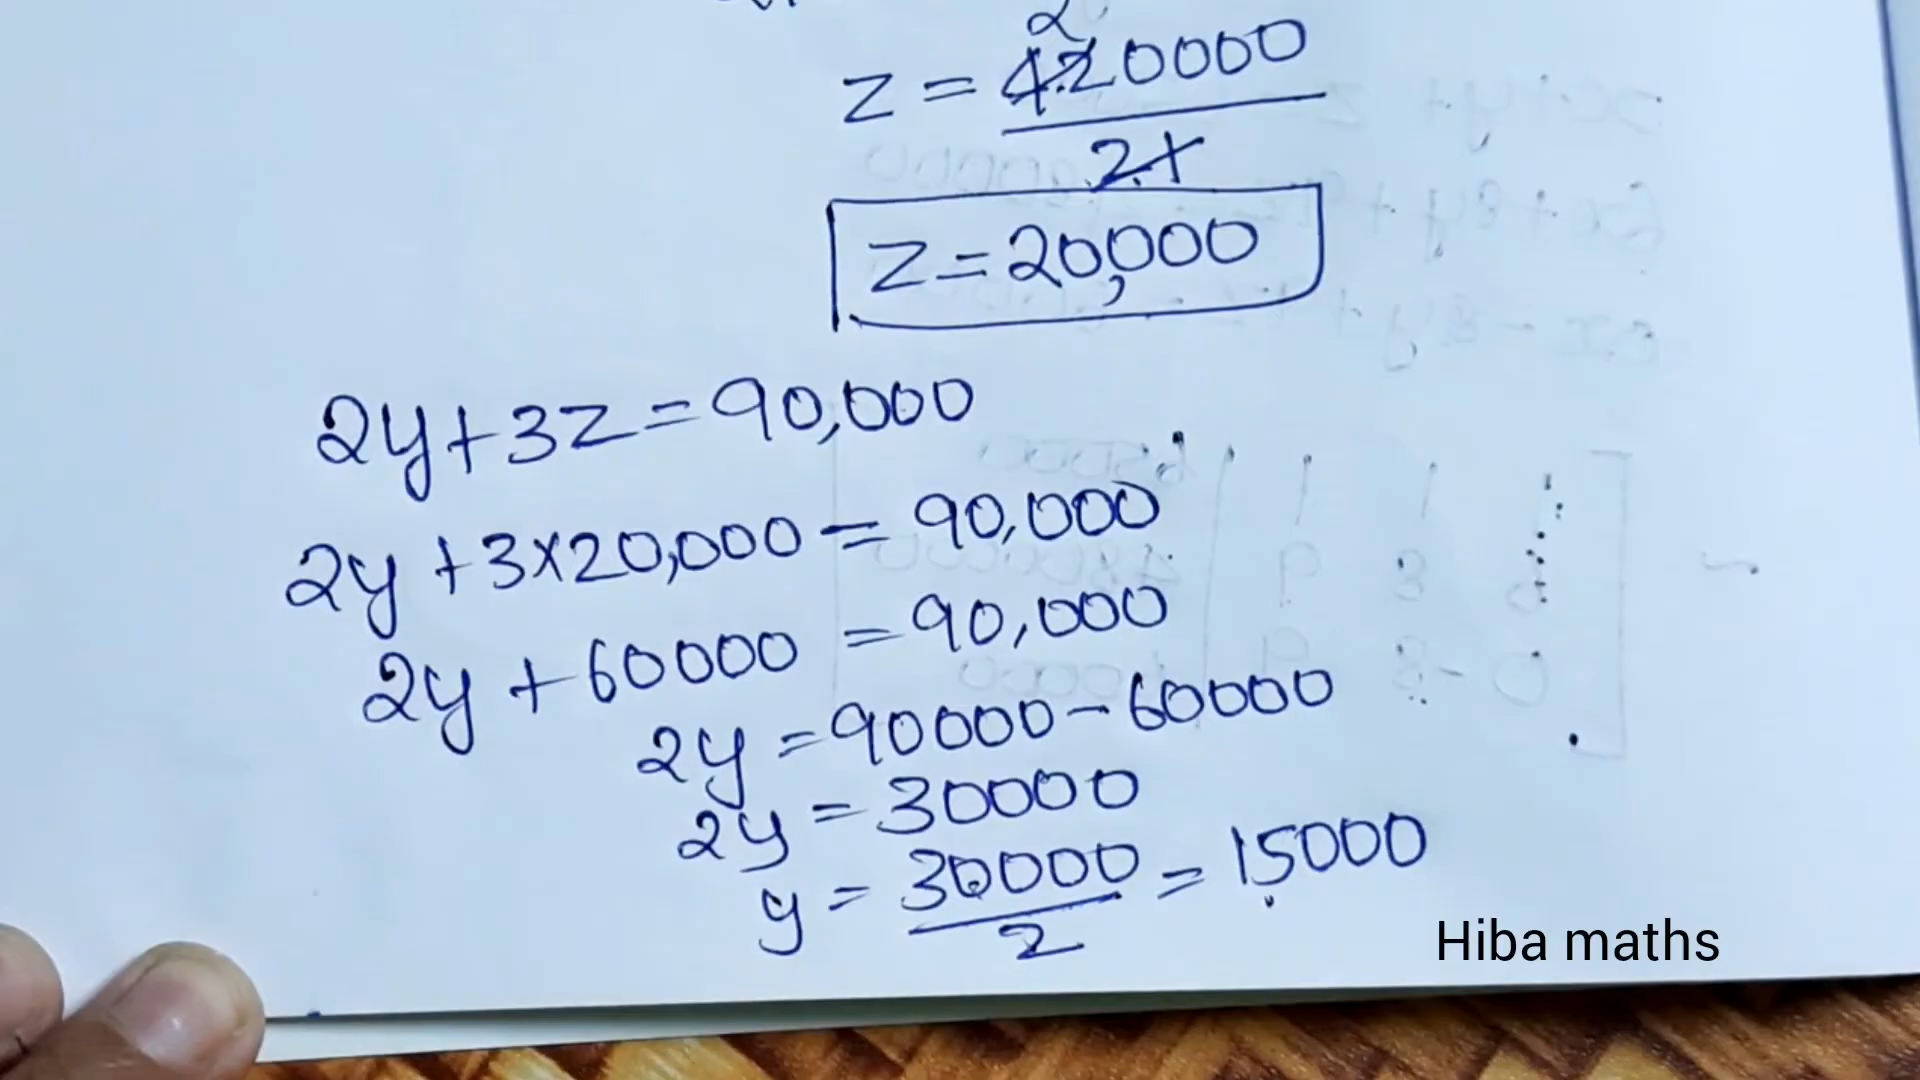 2
z = 420000
21
z = 20,000
2y + 3z = 90,000
2y + 3×20,000 = 90,000
2y + 60000 = 90,000
2y = 90000 - 60000
2y = 30000
y = 30000/2 = 15000
Hiba maths